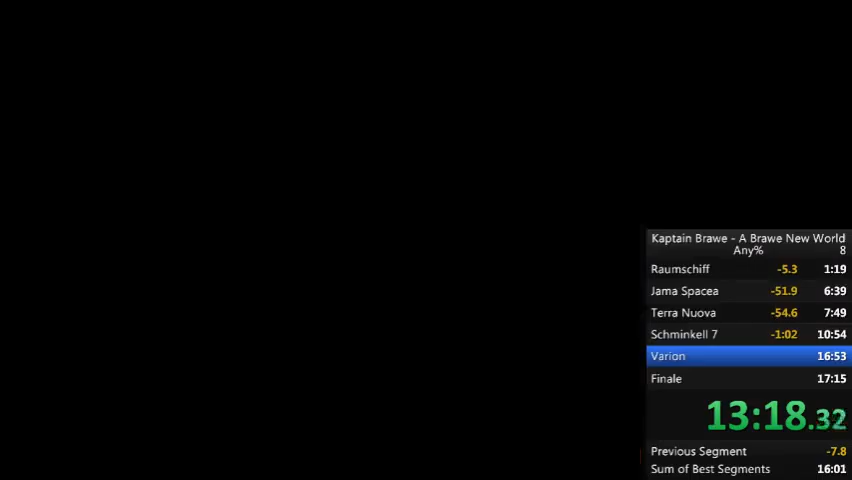 Kaptain Brawe - A Brawe New World
Any% 8
Raumschiff -5.3 1:19
Jama Spacea -51.9 6:39
Terra Nuova -54.6 7:49
Schminkell 7 -1:02 10:54
Varion 16:53
Finale 17:15
13:18.32
Previous Segment -7.8
Sum of Best Segments 16:01